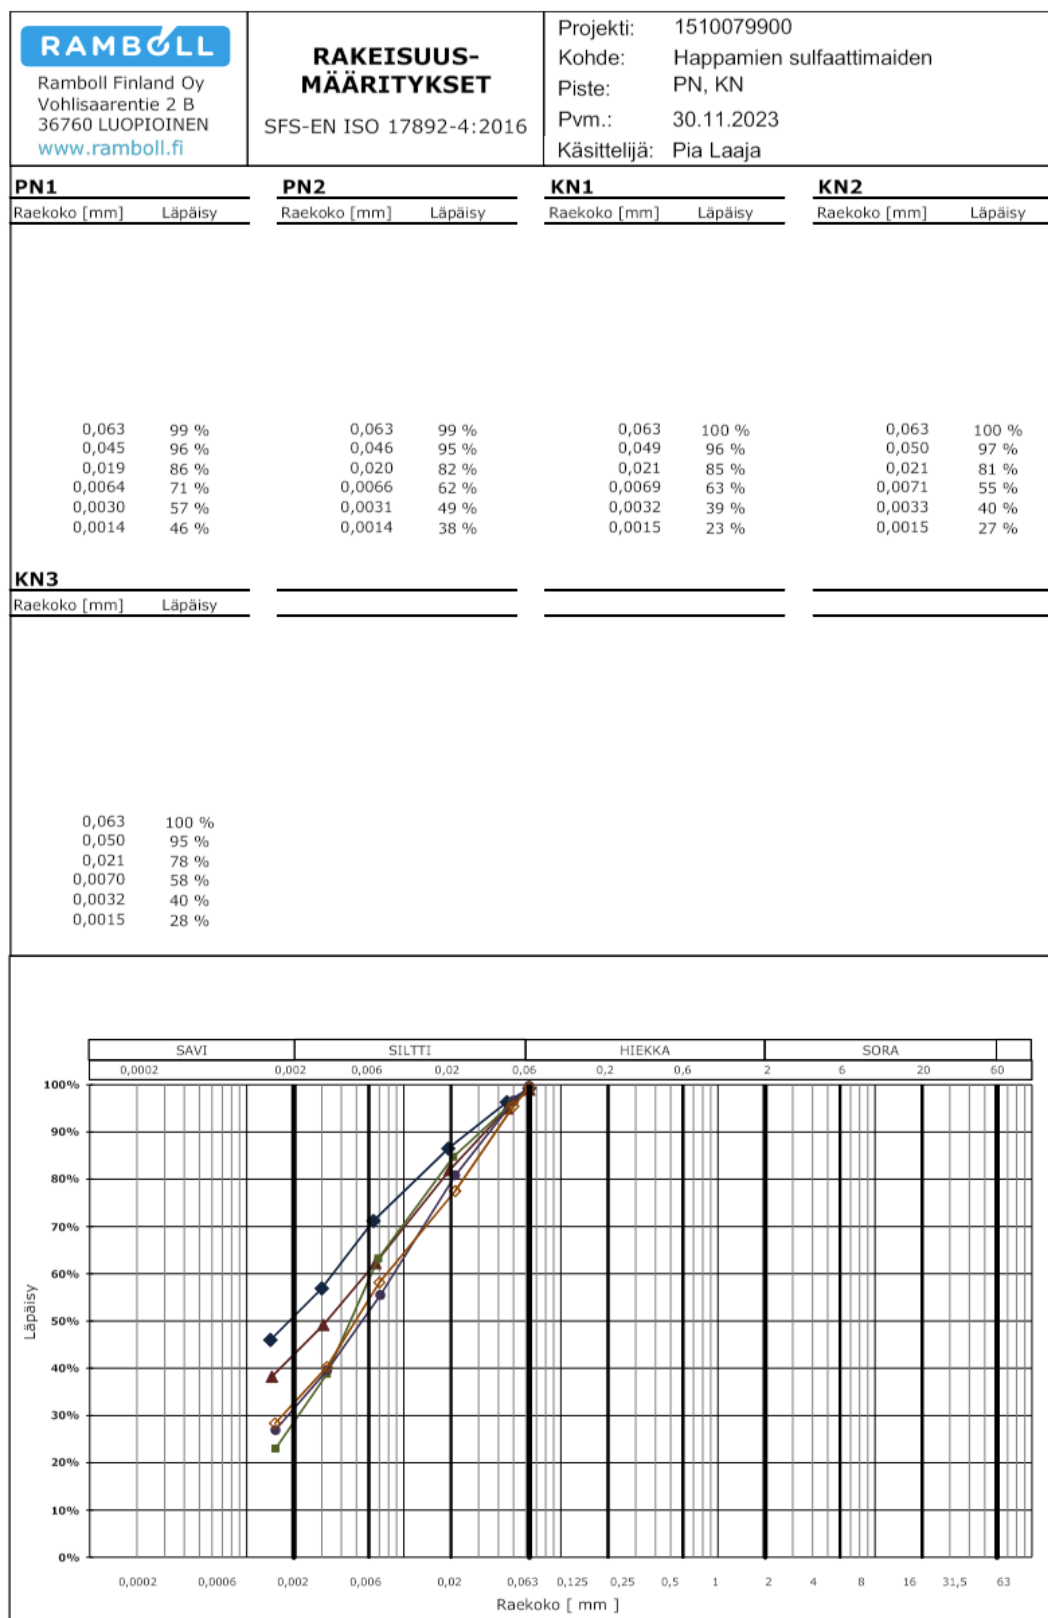 RAMBOLL
Ramboll Finland Oy
Vohlisaarentie 2 B
36760 LUOPIOINEN
www.ramboll.fi
RAKEISUUS-
MÄÄRITYKSET
SFS-EN ISO 17892-4:2016
Projekti: 1510079900
Kohde: Happamien sulfaattimaiden
Piste: PN, KN
Pvm.: 30.11.2023
Käsittelijä: Pia Laaja
PN1 PN2 KN1 KN2
Raekoko [mm] Läpäisy Raekoko [mm] Läpäisy Raekoko [mm] Läpäisy Raekoko [mm] Läpäisy
0,063 99 % 0,063 99 % 0,063 100 % 0,063 100 %
0,045 96 % 0,046 95 % 0,049 96 % 0,050 97 %
0,019 86 % 0,020 82 % 0,021 85 % 0,021 81 %
0,0064 71 % 0,0066 62 % 0,0069 63 % 0,0071 55 %
0,0030 57 % 0,0031 49 % 0,0032 39 % 0,0033 40 %
0,0014 46 % 0,0014 38 % 0,0015 23 % 0,0015 27 %
KN3
Raekoko [mm] Läpäisy
0,063 100 %
0,050 95 %
0,021 78 %
0,0070 58 %
0,0032 40 %
0,0015 28 %
SAVI SILTTI HIEKKA SORA
0,0002 0,002 0,006 0,02 0,06 0,2 0,6 2 6 20 60
100%
90%
80%
70%
60%
50%
40%
30%
20%
10%
0%
Läpäisy
0,0002 0,0006 0,002 0,006 0,02 0,063 0,125 0,25 0,5 1 2 4 8 16 31,5 63
Raekoko [ mm ]